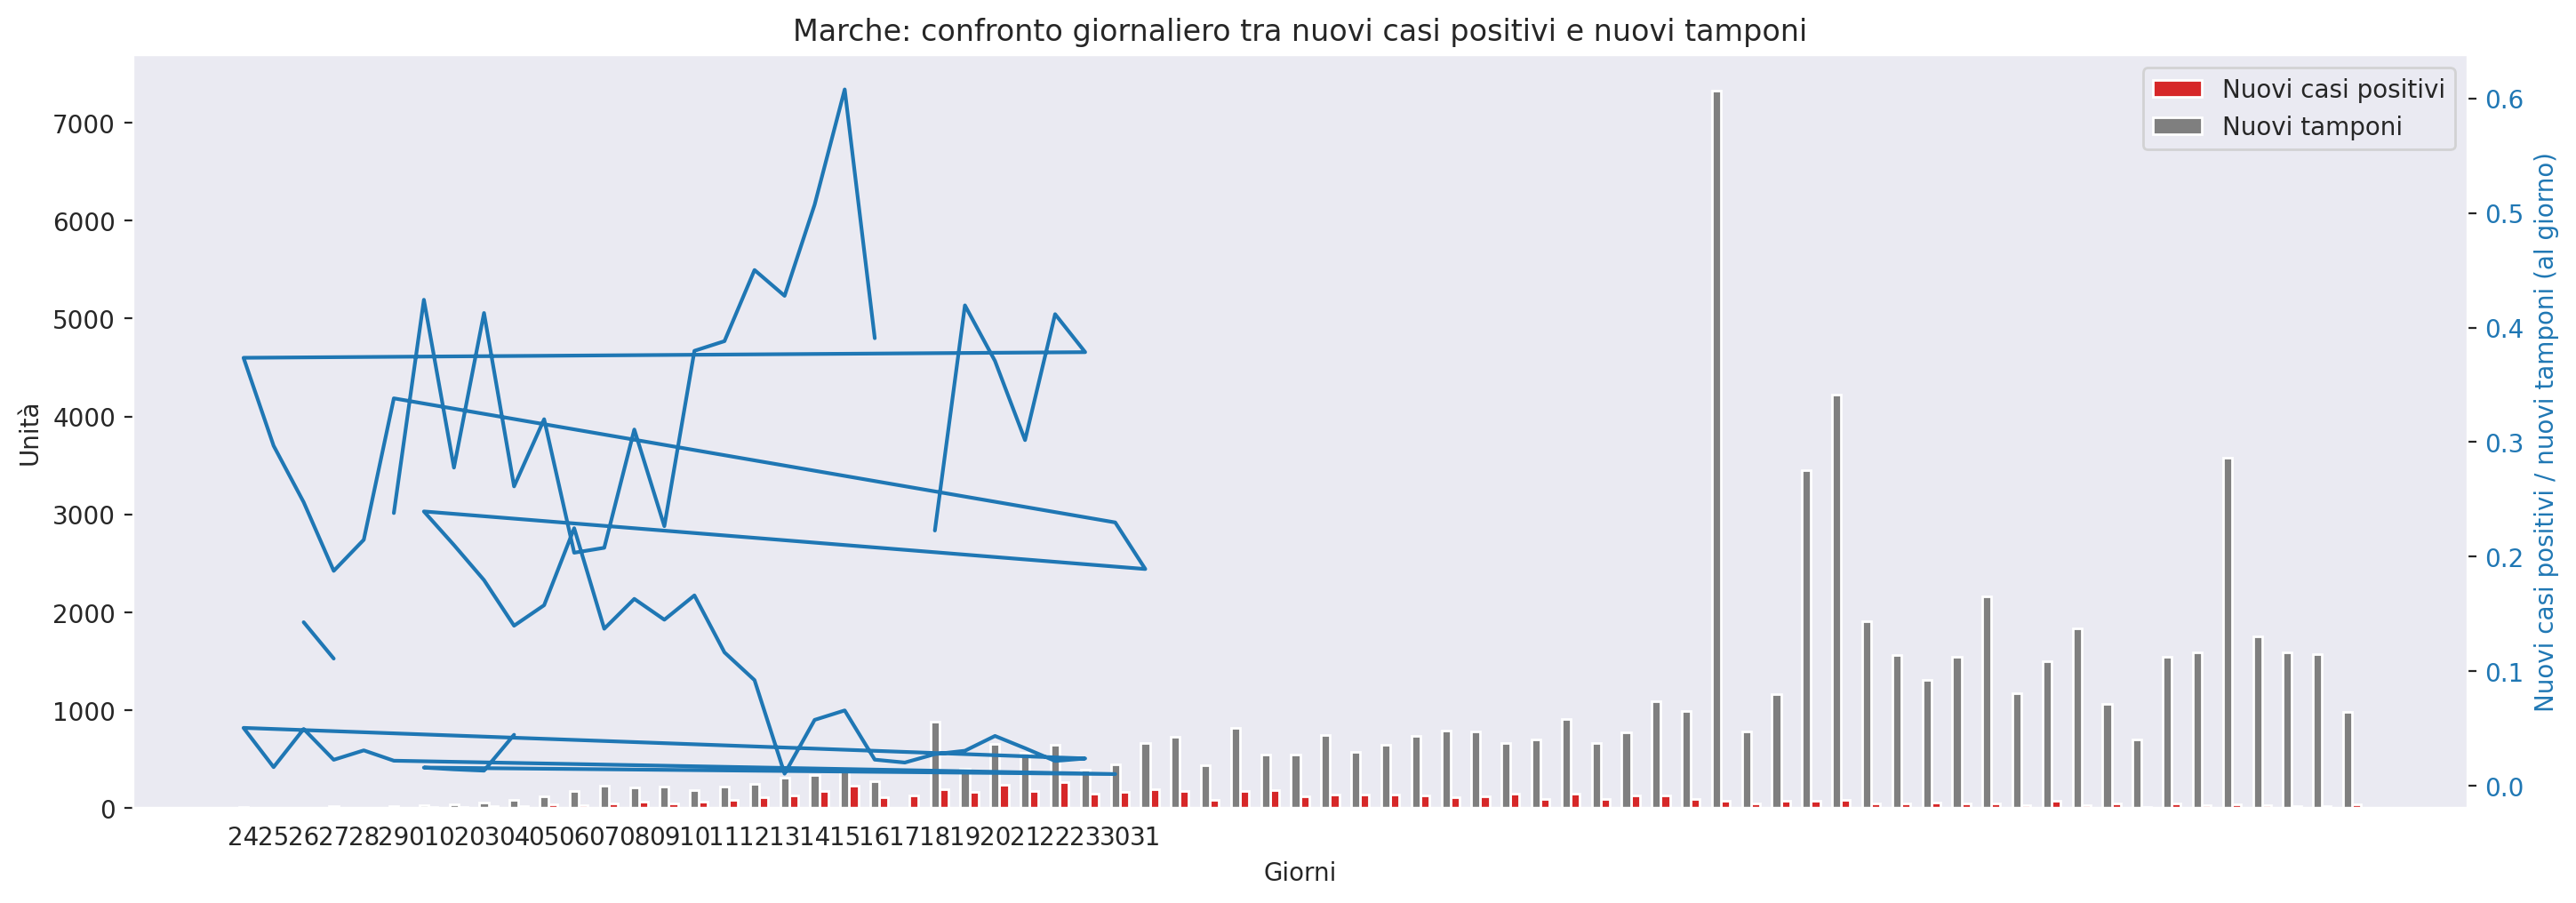 Marche: confronto giornaliero tra nuovi casi positivi e nuovi tamponi
Nuovi casi positivi
Nuovi tamponi
7000
6000
5000
4000
3000
2000
1000
0
Unità
0.6
0.5
0.4
0.3
0.2
0.1
0.0
Nuovi casi positivi / nuovi tamponi (al giorno)
24252627282901020304050607080910111213141516171819202122233031
Giorni